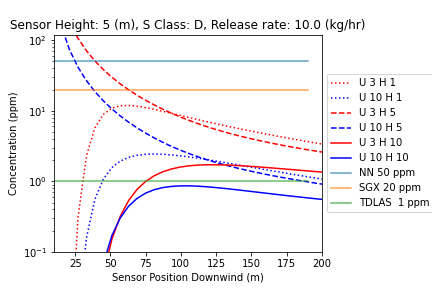 Sensor Height: 5 (m), S Class: D, Release rate: 10.0 (kg/hr)
10²
10¹
10⁰
10⁻¹
Concentration (ppm)
25 50 75 100 125 150 175 200
Sensor Position Downwind (m)
U 3 H 1
U 10 H 1
U 3 H 5
U 10 H 5
U 3 H 10
U 10 H 10
NN 50 ppm
SGX 20 ppm
TDLAS 1 ppm